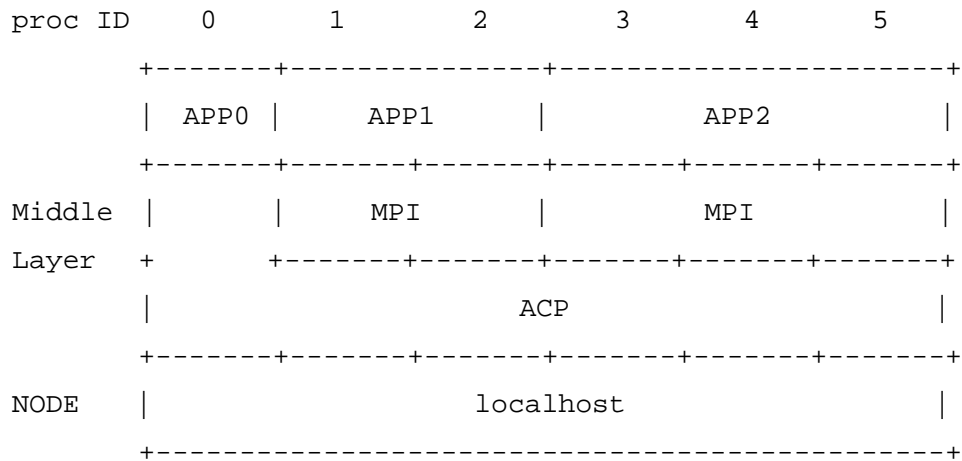 proc ID 0 1 2 3 4 5
+-------+---------------+-----------------------+
| APP0 | APP1 | APP2 |
+-------+-------+-------+-------+-------+-------+
Middle | | MPI | MPI |
Layer + +-------+-------+-------+-------+-------+
| ACP |
+-------+-------+-------+-------+-------+-------+
NODE | localhost |
+-----------------------------------------------+